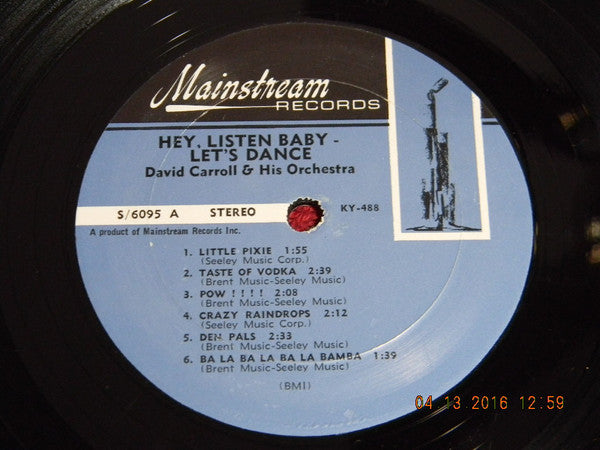 Mainstream
RECORDS
HEY, LISTEN BABY -
LET'S DANCE
David Carroll & His Orchestra
S/6095 A STEREO KY-488
A product of Mainstream Records Inc.
1. LITTLE PIXIE 1:55
(Seeley Music Corp.)
2. TASTE OF VODKA 2:39
(Brent Music-Seeley Music)
3. POW ! ! ! ! 2:08
(Brent Music-Seeley Music)
4. CRAZY RAINDROPS 2:12
(Seeley Music Corp.)
5. DEN PALS 2:33
(Brent Music-Seeley Music)
6. BA LA BA LA BA LA BAMBA 1:39
(Brent Music-Seeley Music)
(BMI)
04.13.2016 12:59